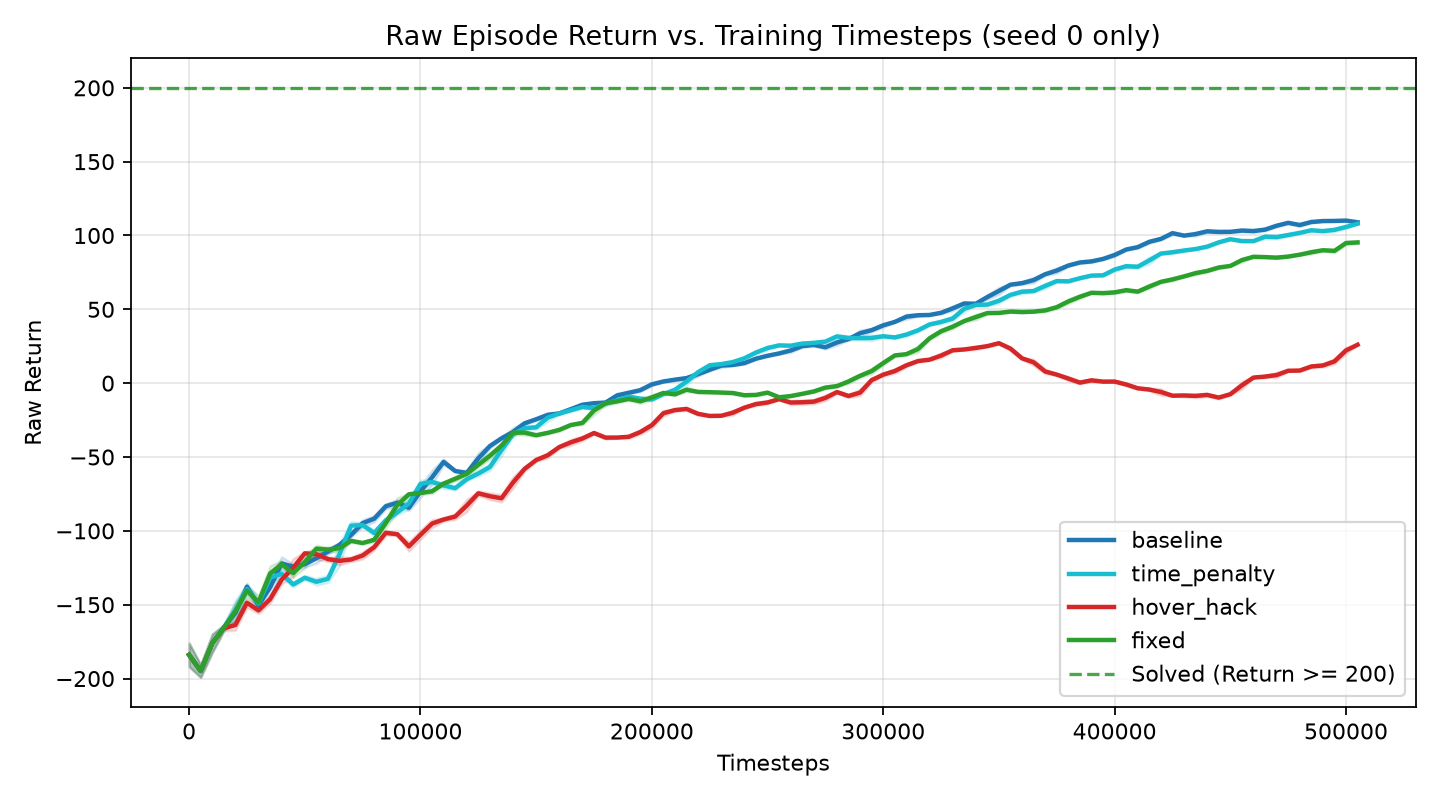 Raw Episode Return vs. Training Timesteps (seed 0 only)
Raw Return
200
150
100
50
0
−50
−100
−150
−200
0
100000
200000
300000
400000
500000
Timesteps
baseline
time_penalty
hover_hack
fixed
Solved (Return >= 200)